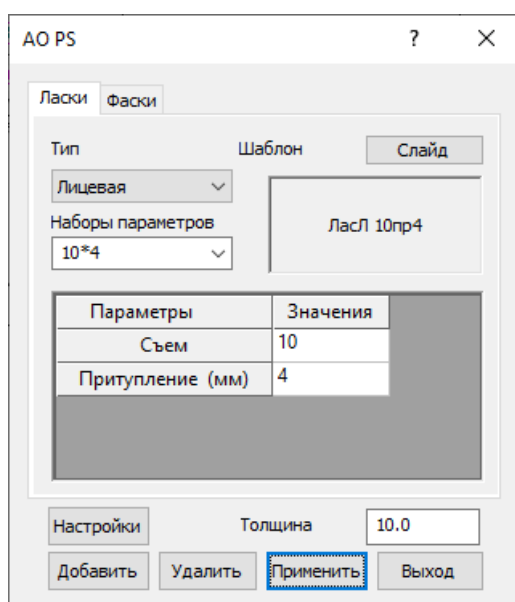 AO PS ? ✕
Ласки Фаски
Тип Шаблон Слайд
Лицевая
Наборы параметров
10*4
ЛасЛ 10пр4
Параметры Значения
Съем 10
Притупление (мм) 4
Настройки Толщина 10.0
Добавить Удалить Применить Выход